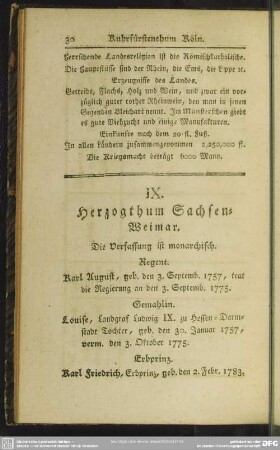 30 Kuhrfürstenthum Köln.
Herrschende Landesreligion ist die Römischkatholische.
Die Hauptflüsse sind der Rhein, die Ems, die Lippe ꝛc.
Erzeugnisse des Landes.
Getreide, Flachs, Holz und Wein, und zwar ein vor-
züglich guter rother Rheinwein, den man in jenen
Gegenden Bleichard nennt. Im Münsterschen giebt
es gute Viehzucht und einige Manufakturen.
Einkünfte nach dem 20-fl. Fuß.
In allen Ländern zusammengenommen 2,250,000 fl.
Die Kriegsmacht beträgt 6000 Mann.
IX.
Herzogthum Sachsen-
Weimar.
Die Verfassung ist monarchisch.
Regent.
Karl August, geb. den 3. Septemb. 1757, trat
die Regierung an den 3. Septemb. 1775.
Gemahlin.
Louise, Landgraf Ludwig IX. zu Hessen-Darm-
stadt Tochter, geb. den 30. Januar 1757,
verm. den 3. Oktober 1775.
Erbprinz.
Karl Friedrich, Erbprinz, geb. den 2. Febr. 1783.
DFG